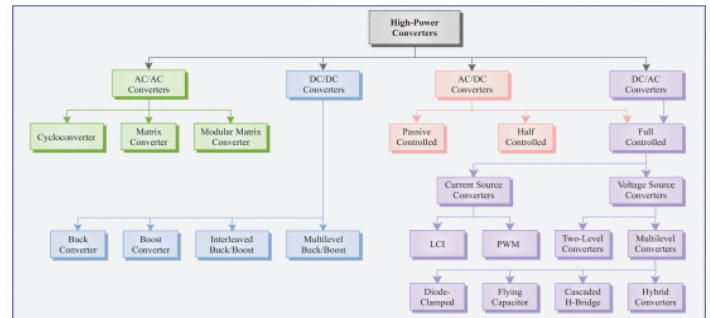 High-Power
Converters
AC/AC
Converters
DC/DC
Converters
AC/DC
Converters
DC/AC
Converters
Cycloconverter
Matrix
Converter
Modular Matrix
Converter
Passive
Controlled
Half
Controlled
Full
Controlled
Current Source
Converters
Voltage Source
Converters
Buck
Converter
Boost
Converter
Interleaved
Buck/Boost
Multilevel
Buck/Boost
LCI
PWM
Two-Level
Converters
Multilevel
Converters
Diode-
Clamped
Flying
Capacitor
Cascaded
H-Bridge
Hybrid
Converters